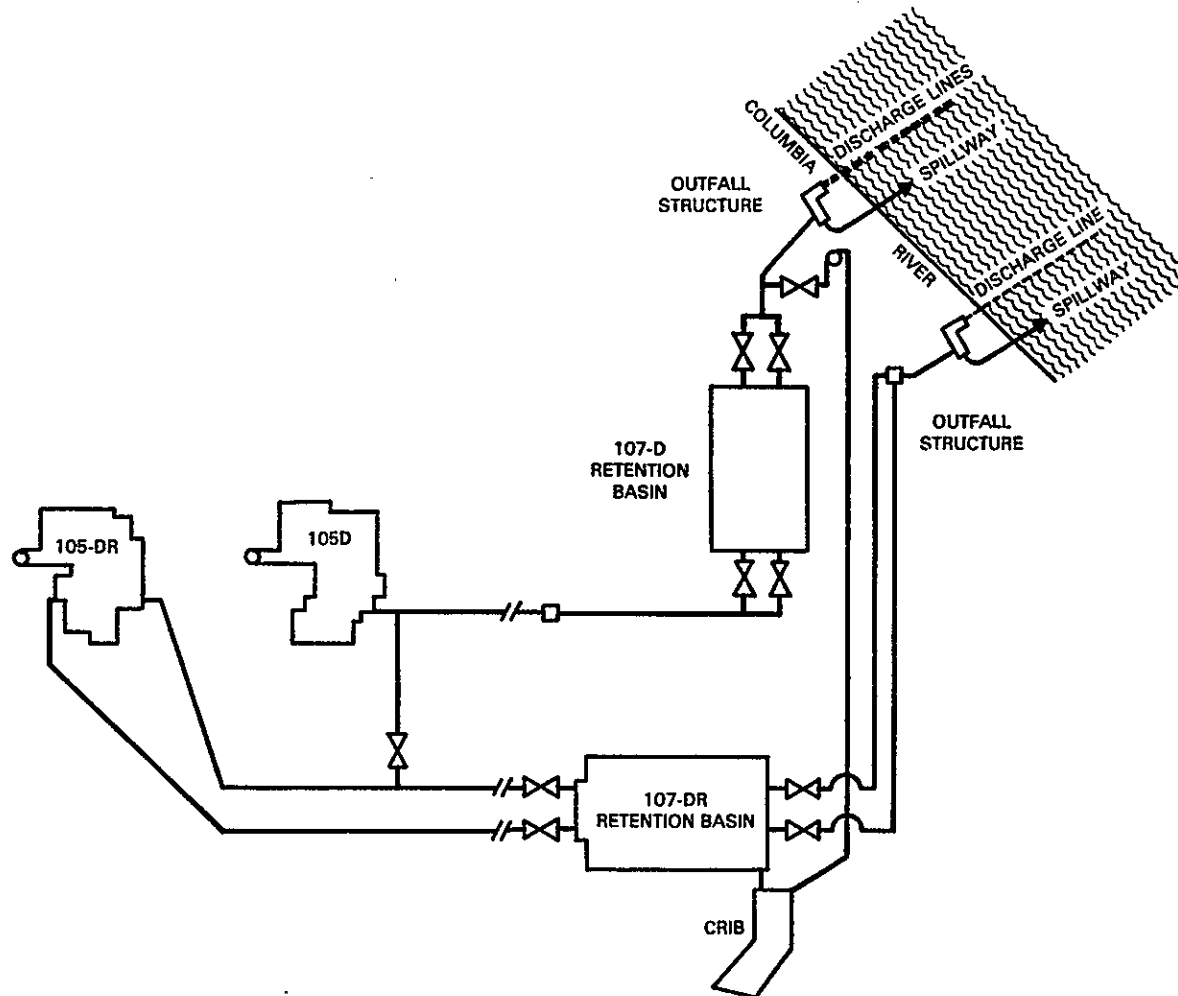 COLUMBIA
RIVER
DISCHARGE LINES
SPILLWAY
OUTFALL
STRUCTURE
DISCHARGE LINE
SPILLWAY
OUTFALL
STRUCTURE
107-D
RETENTION
BASIN
105-DR
105D
107-DR
RETENTION BASIN
CRIB